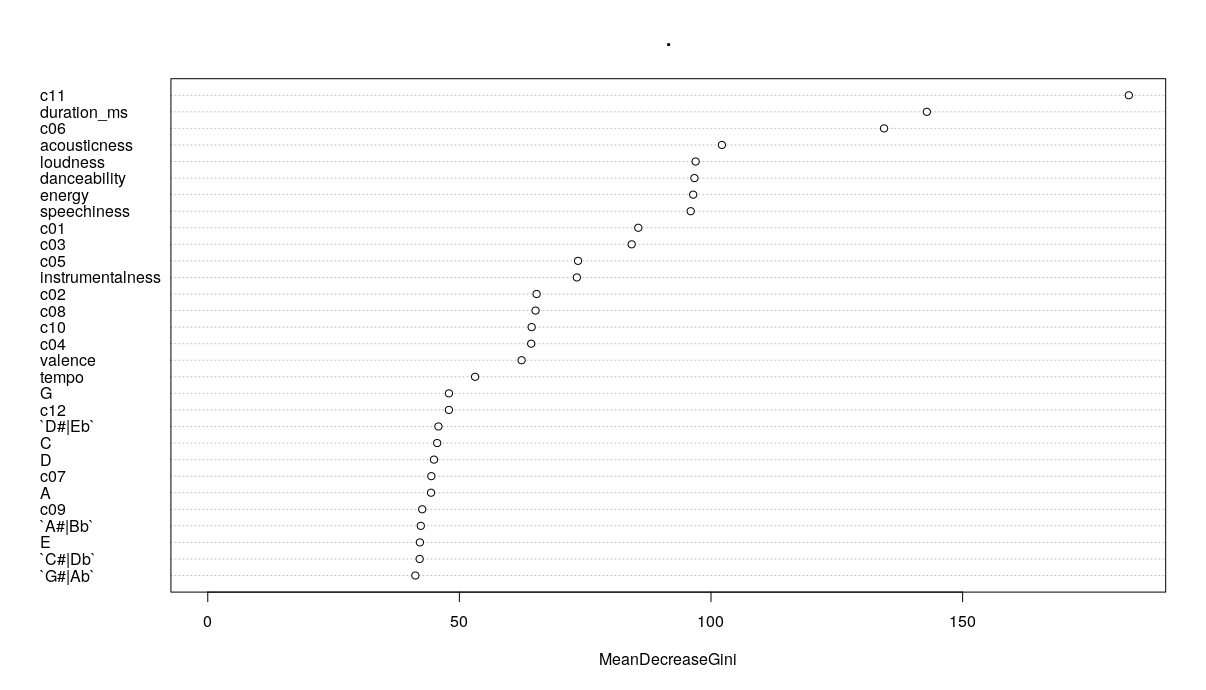 .
c11
duration_ms
c06
acousticness
loudness
danceability
energy
speechiness
c01
c03
c05
instrumentalness
c02
c08
c10
c04
valence
tempo
G
c12
`D#|Eb`
C
D
c07
A
c09
`A#|Bb`
E
`C#|Db`
`G#|Ab`
0 50 100 150
MeanDecreaseGini